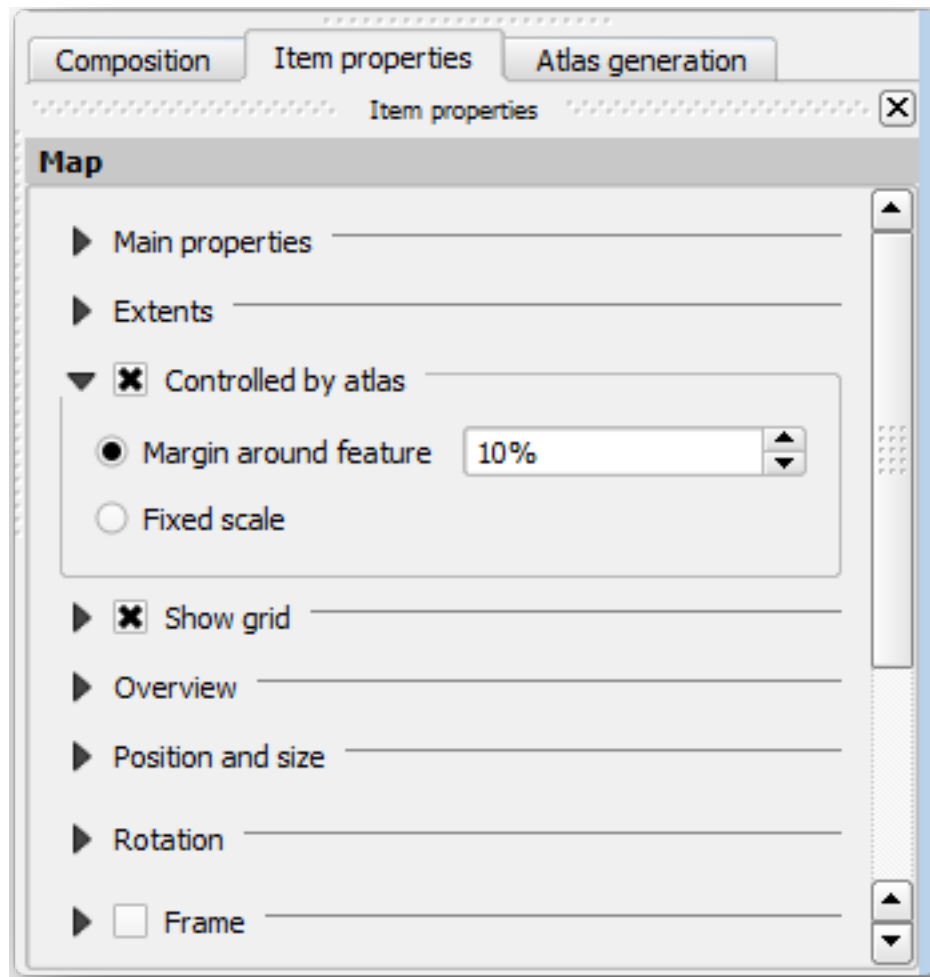 Composition Item properties Atlas generation
Item properties
Map
Main properties
Extents
Controlled by atlas
Margin around feature 10%
Fixed scale
Show grid
Overview
Position and size
Rotation
Frame